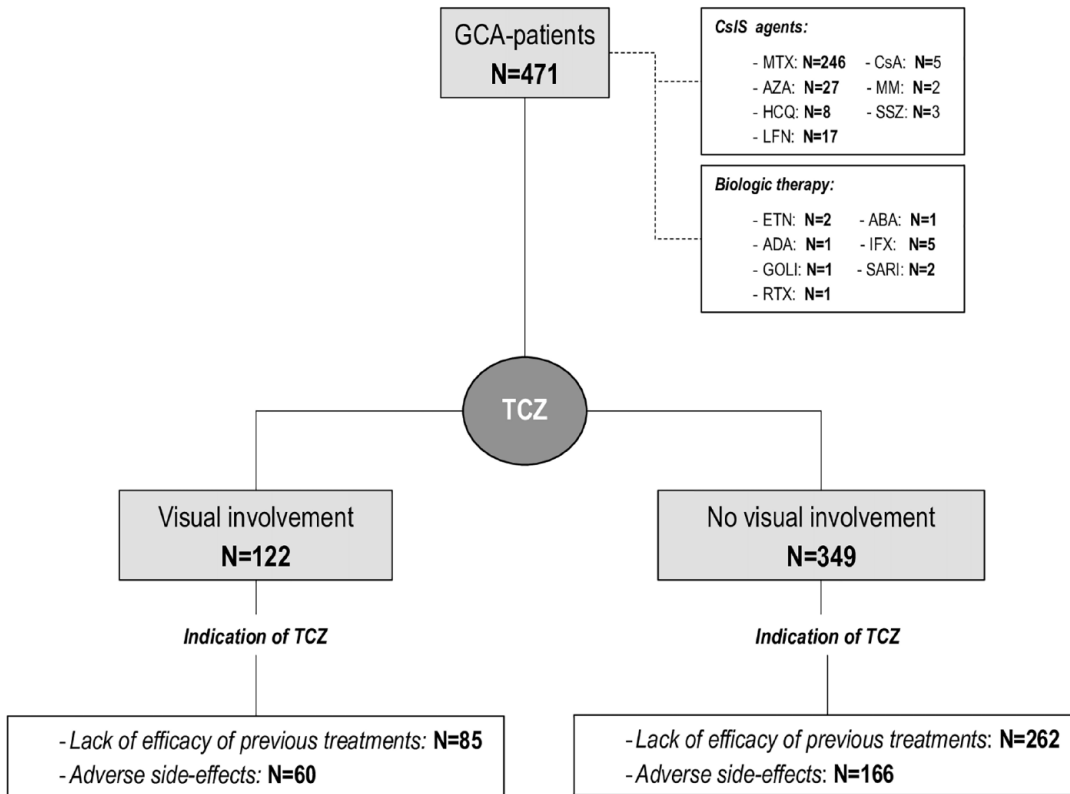 GCA-patients
N=471
CsIS agents:
- MTX: N=246 - CsA: N=5
- AZA: N=27 - MM: N=2
- HCQ: N=8 - SSZ: N=3
- LFN: N=17
Biologic therapy:
- ETN: N=2 - ABA: N=1
- ADA: N=1 - IFX: N=5
- GOLI: N=1 - SARI: N=2
- RTX: N=1
TCZ
Visual involvement
N=122
Indication of TCZ
- Lack of efficacy of previous treatments: N=85
- Adverse side-effects: N=60
No visual involvement
N=349
Indication of TCZ
- Lack of efficacy of previous treatments: N=262
- Adverse side-effects: N=166